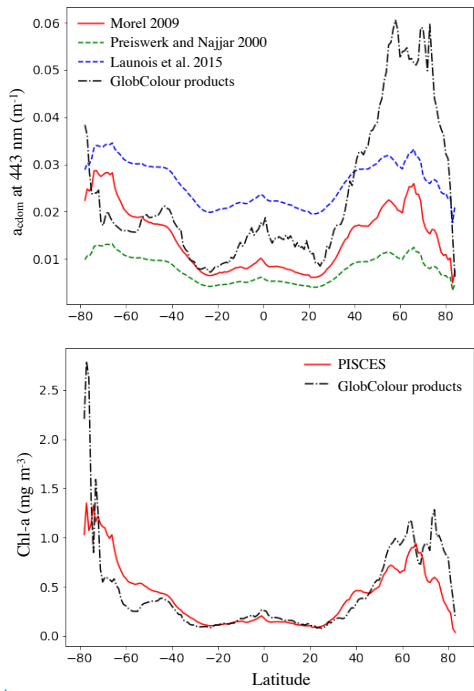 0.06
0.05
0.04
0.03
0.02
0.01
a_cdom at 443 nm (m⁻¹)
Morel 2009
Preiswerk and Najjar 2000
Launois et al. 2015
GlobColour products
−80 −60 −40 −20 0 20 40 60 80
2.5
2.0
1.5
1.0
0.5
0.0
Chl-a (mg m⁻³)
PISCES
GlobColour products
−80 −60 −40 −20 0 20 40 60 80
Latitude